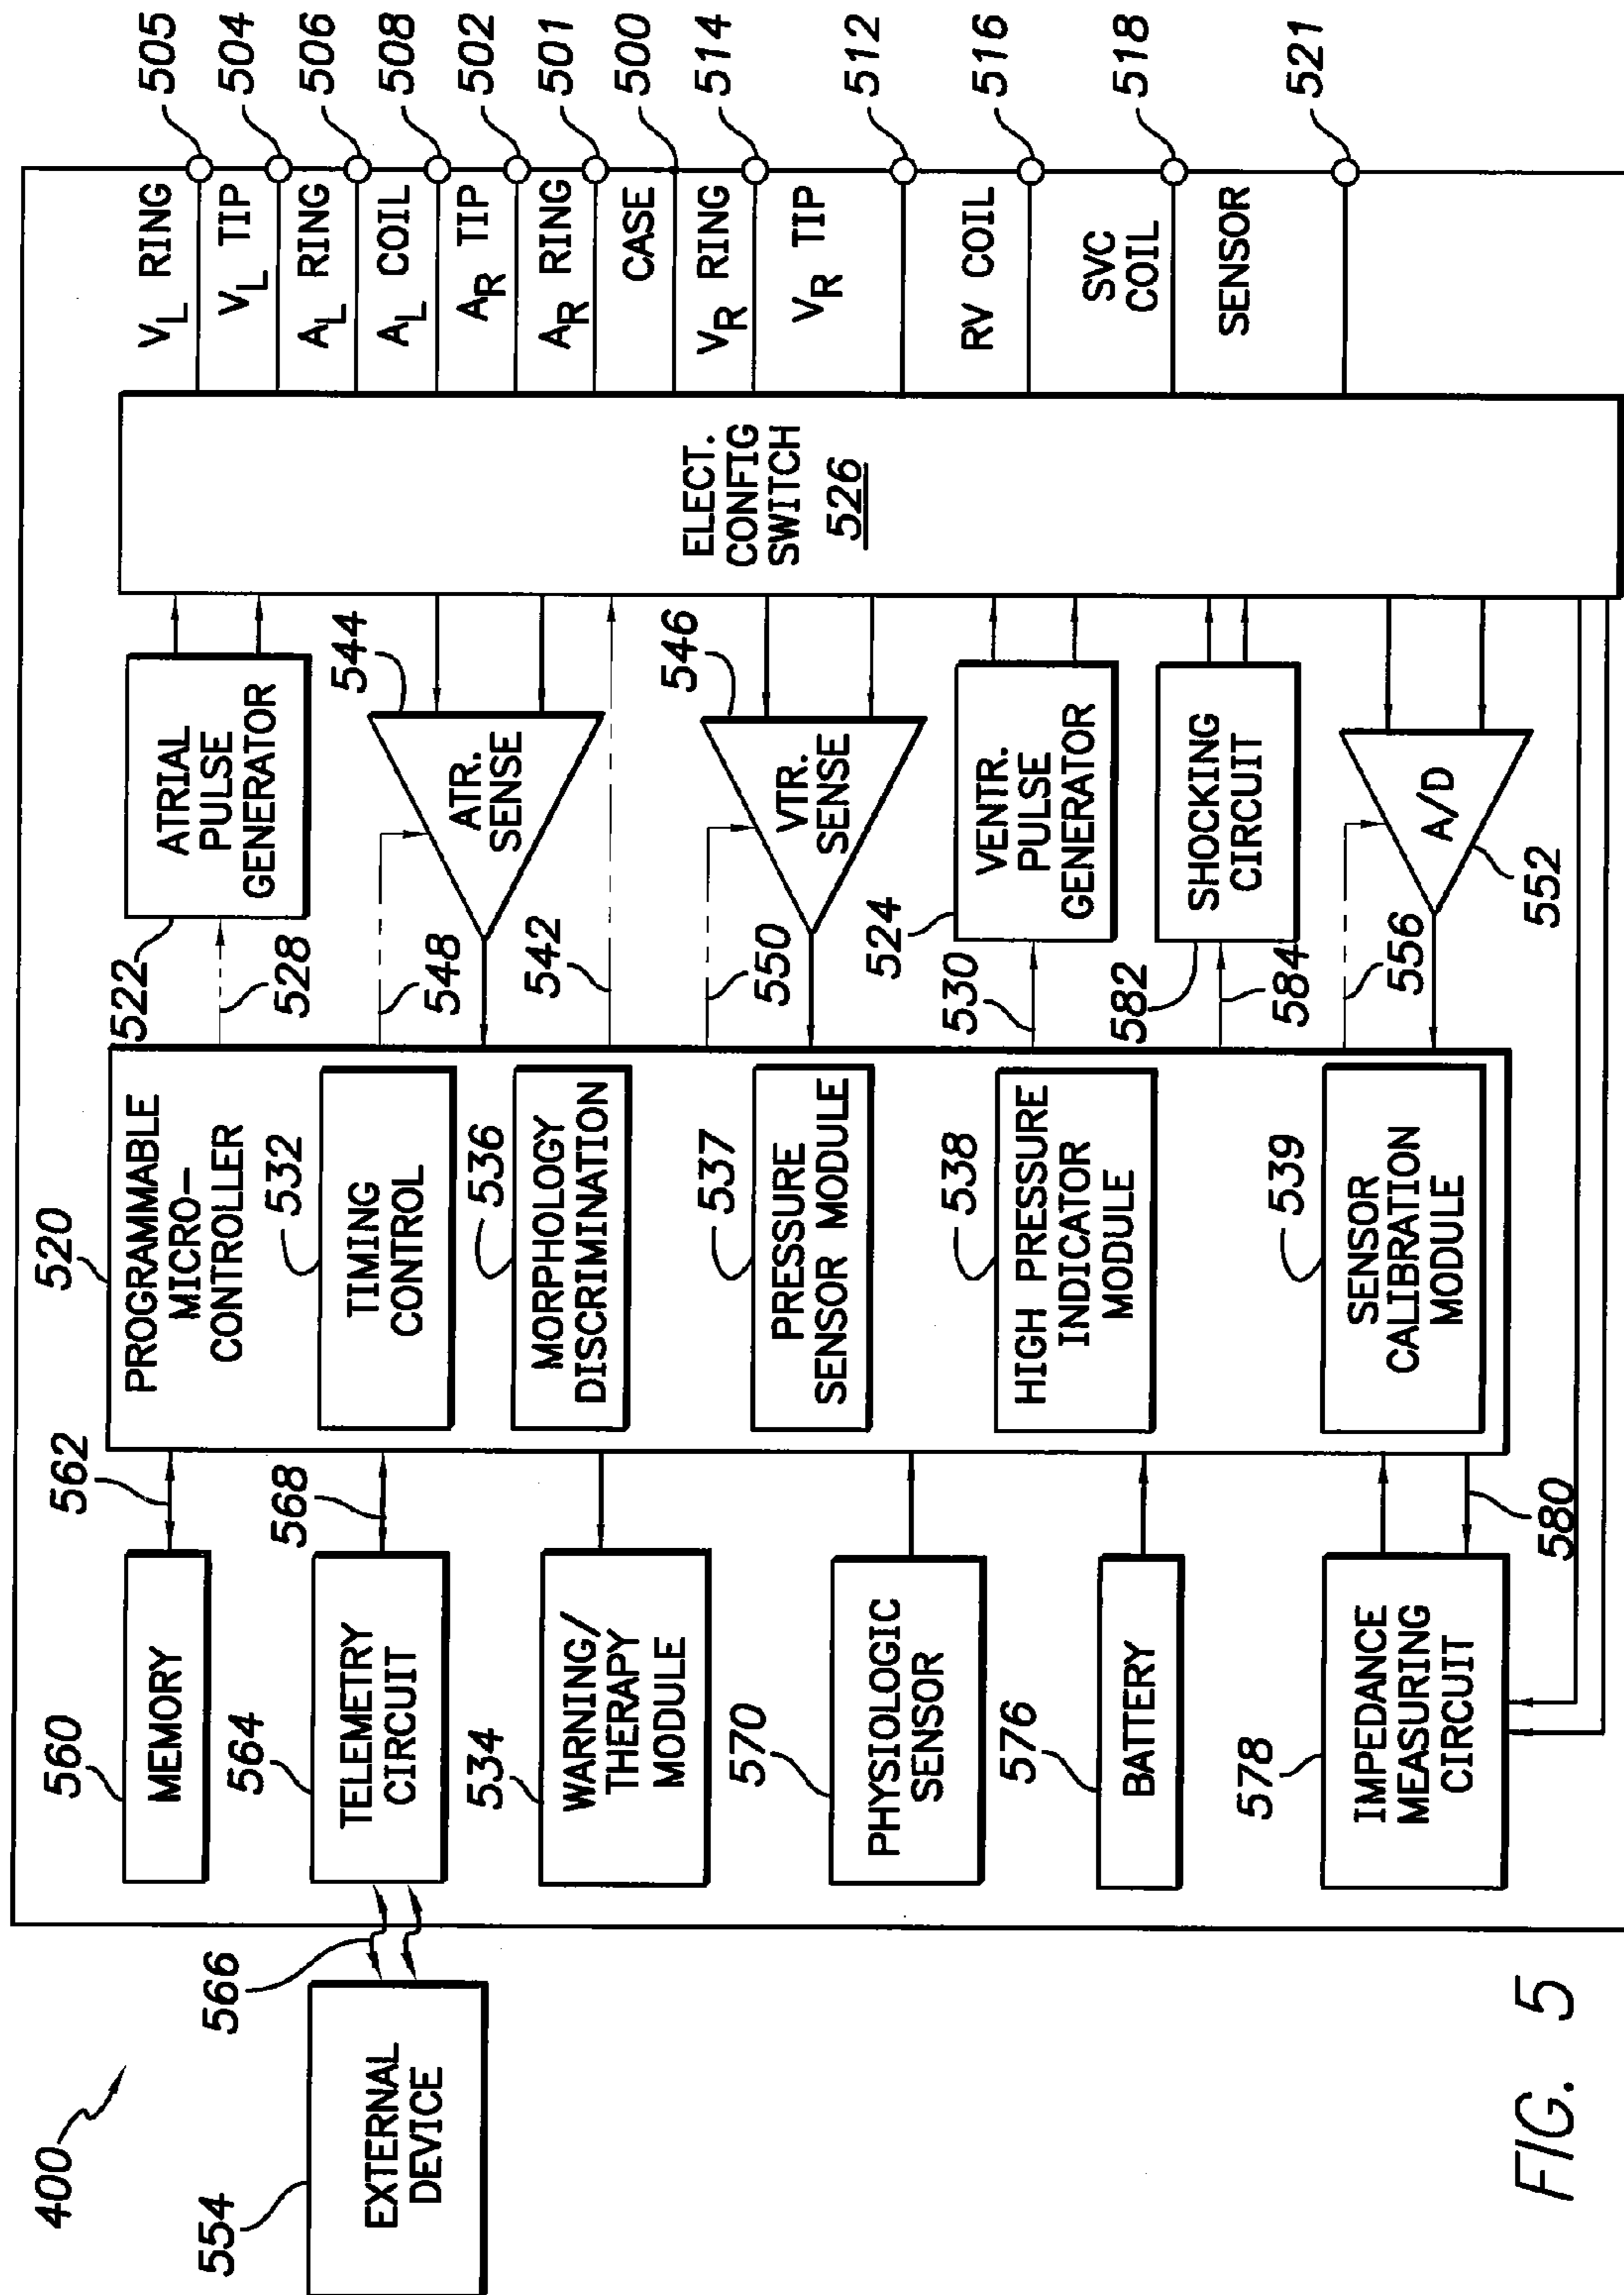 400
554
EXTERNAL
DEVICE
566
560
MEMORY
562
564
TELEMETRY
CIRCUIT
568
534
WARNING/
THERAPY
MODULE
570
PHYSIOLOGIC
SENSOR
576
BATTERY
578
IMPEDANCE
MEASURING
CIRCUIT
580
520
PROGRAMMABLE
MICRO-
CONTROLLER
532
TIMING
CONTROL
536
MORPHOLOGY
DISCRIMINATION
537
PRESSURE
SENSOR MODULE
538
HIGH PRESSURE
INDICATOR
MODULE
539
SENSOR
CALIBRATION
MODULE
522
528
ATRIAL
PULSE
GENERATOR
544
ATR.
SENSE
548
542
546
VTR.
SENSE
550
524
530
VENTR.
PULSE
GENERATOR
582
584
SHOCKING
CIRCUIT
556
A/D
552
ELECT.
CONFIG
SWITCH
526
VL RING 505
VL TIP 504
AL RING 506
AL COIL 508
AR TIP 502
AR RING 501
CASE 500
VR RING 514
VR TIP 512
RV COIL 516
SVC
COIL 518
SENSOR 521
FIG. 5